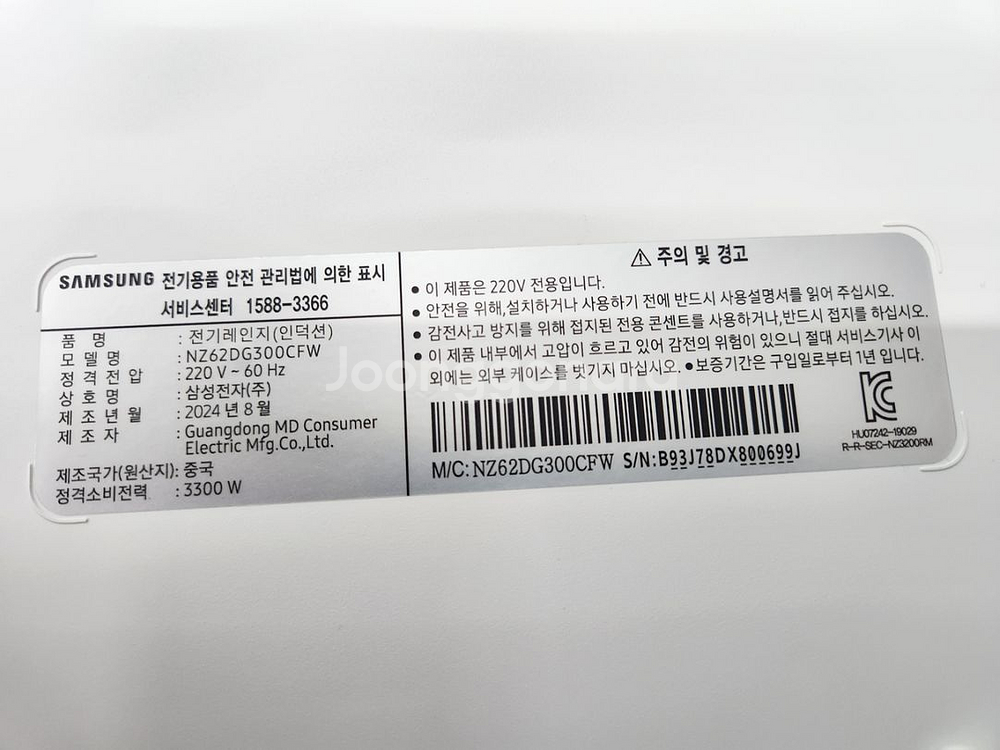 SAMSUNG 전기용품 안전 관리법에 의한 표시
서비스센터 1588-3366
품 명 : 전기레인지(인덕션)
모 델 명 : NZ62DG300CFW
정 격 전 압 : 220 V ~ 60 Hz
상 호 명 : 삼성전자(주)
제 조 년 월 : 2024 년 8 월
제 조 자 : Guangdong MD Consumer
Electric Mfg.Co.,Ltd.
제조국가(원산지): 중국
정격소비전력 : 3300 W
⚠ 주의 및 경고
• 이 제품은 220V 전용입니다.
• 안전을 위해, 설치하거나 사용하기 전에 반드시 사용설명서를 읽어 주십시오.
• 감전사고 방지를 위해 접지된 전용 콘센트를 사용하거나, 반드시 접지를 하십시오.
• 이 제품 내부에서 고압이 흐르고 있어 감전의 위험이 있으니 절대 서비스기사 이
외에는 외부 케이스를 벗기지 마십시오. • 보증기간은 구입일로부터 1년 입니다.
M/C: NZ62DG300CFW S/N: B93J78DX800699J
HU07242-19029
R-R-SEC-NZ3200RM
Joonggonara